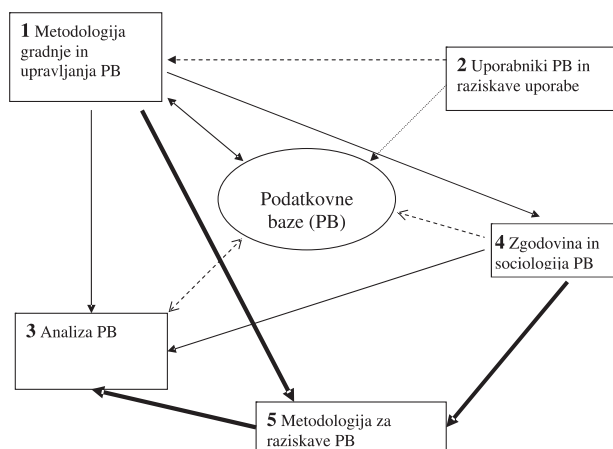 1 Metodologija
gradnje in
upravljanja PB
2 Uporabniki PB in
raziskave uporabe
Podatkovne
baze (PB)
4 Zgodovina in
sociologija PB
3 Analiza PB
5 Metodologija za
raziskave PB